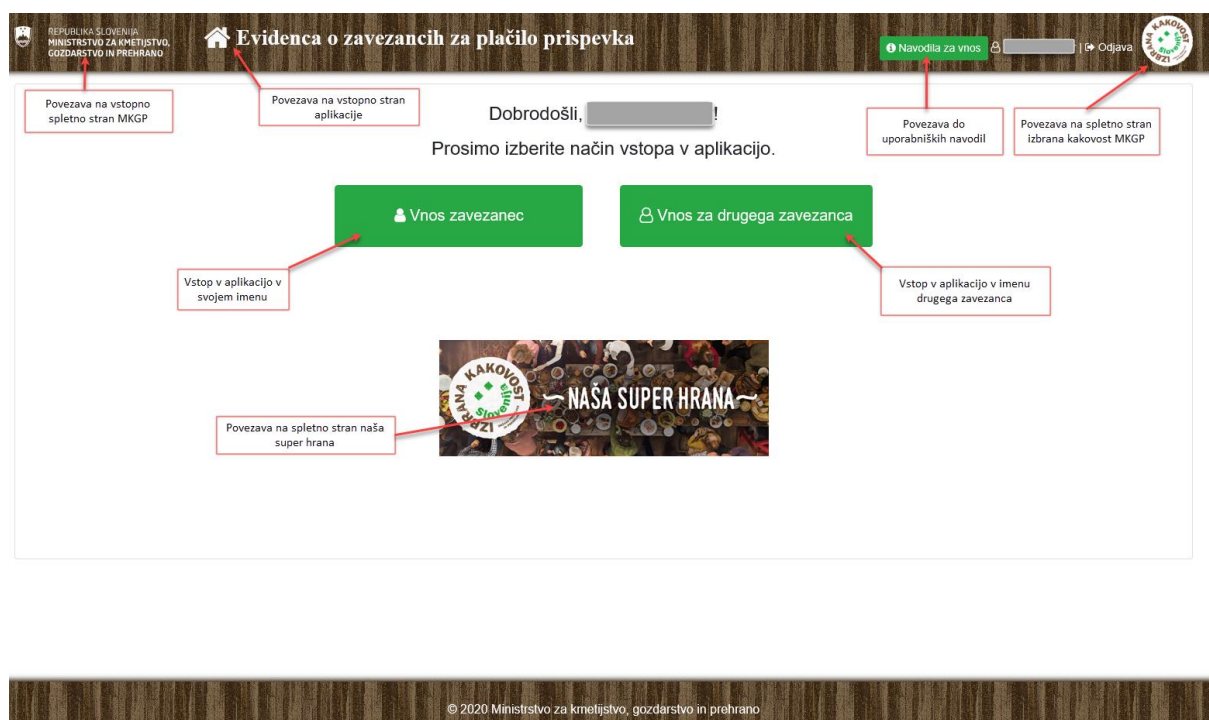 REPUBLIKA SLOVENIJA
MINISTRSTVO ZA KMETIJSTVO,
GOZDARSTVO IN PREHRANO
Evidenca o zavezancih za plačilo prispevka
Navodila za vnos
| Odjava
IZBRANA KAKOVOST
Slovenija
Povezava na vstopno
spletno stran MKGP
Povezava na vstopno stran
aplikacije
Povezava do
uporabniških navodil
Povezava na spletno stran
izbrana kakovost MKGP
Dobrodošli, !
Prosimo izberite način vstopa v aplikacijo.
Vnos zavezanec
Vnos za drugega zavezanca
Vstop v aplikacijo v
svojem imenu
Vstop v aplikacijo v imenu
drugega zavezanca
IZBRANA KAKOVOST
Slovenija
~NAŠA SUPER HRANA~
Povezava na spletno stran naša
super hrana
© 2020 Ministrstvo za kmetijstvo, gozdarstvo in prehrano